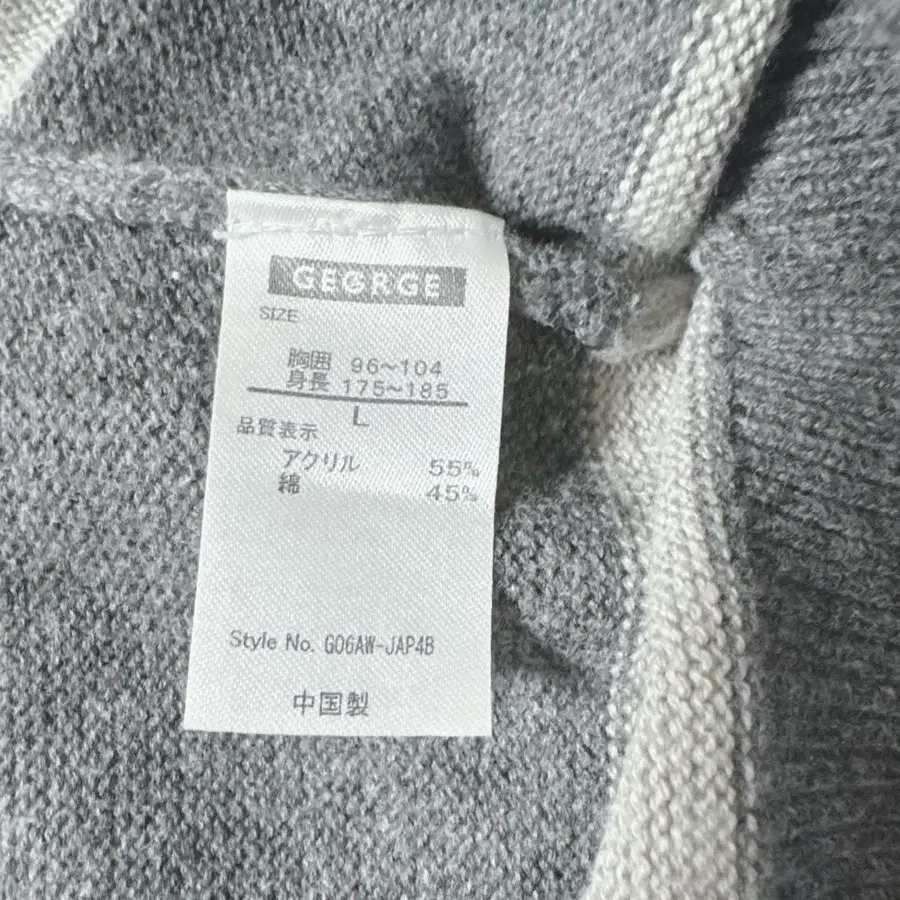 GEORGE
SIZE
胸囲 96~104
身長 175~185
L
品質表示
アクリル 55%
綿 45%
Style No. G06AW-JAP4B
中国製